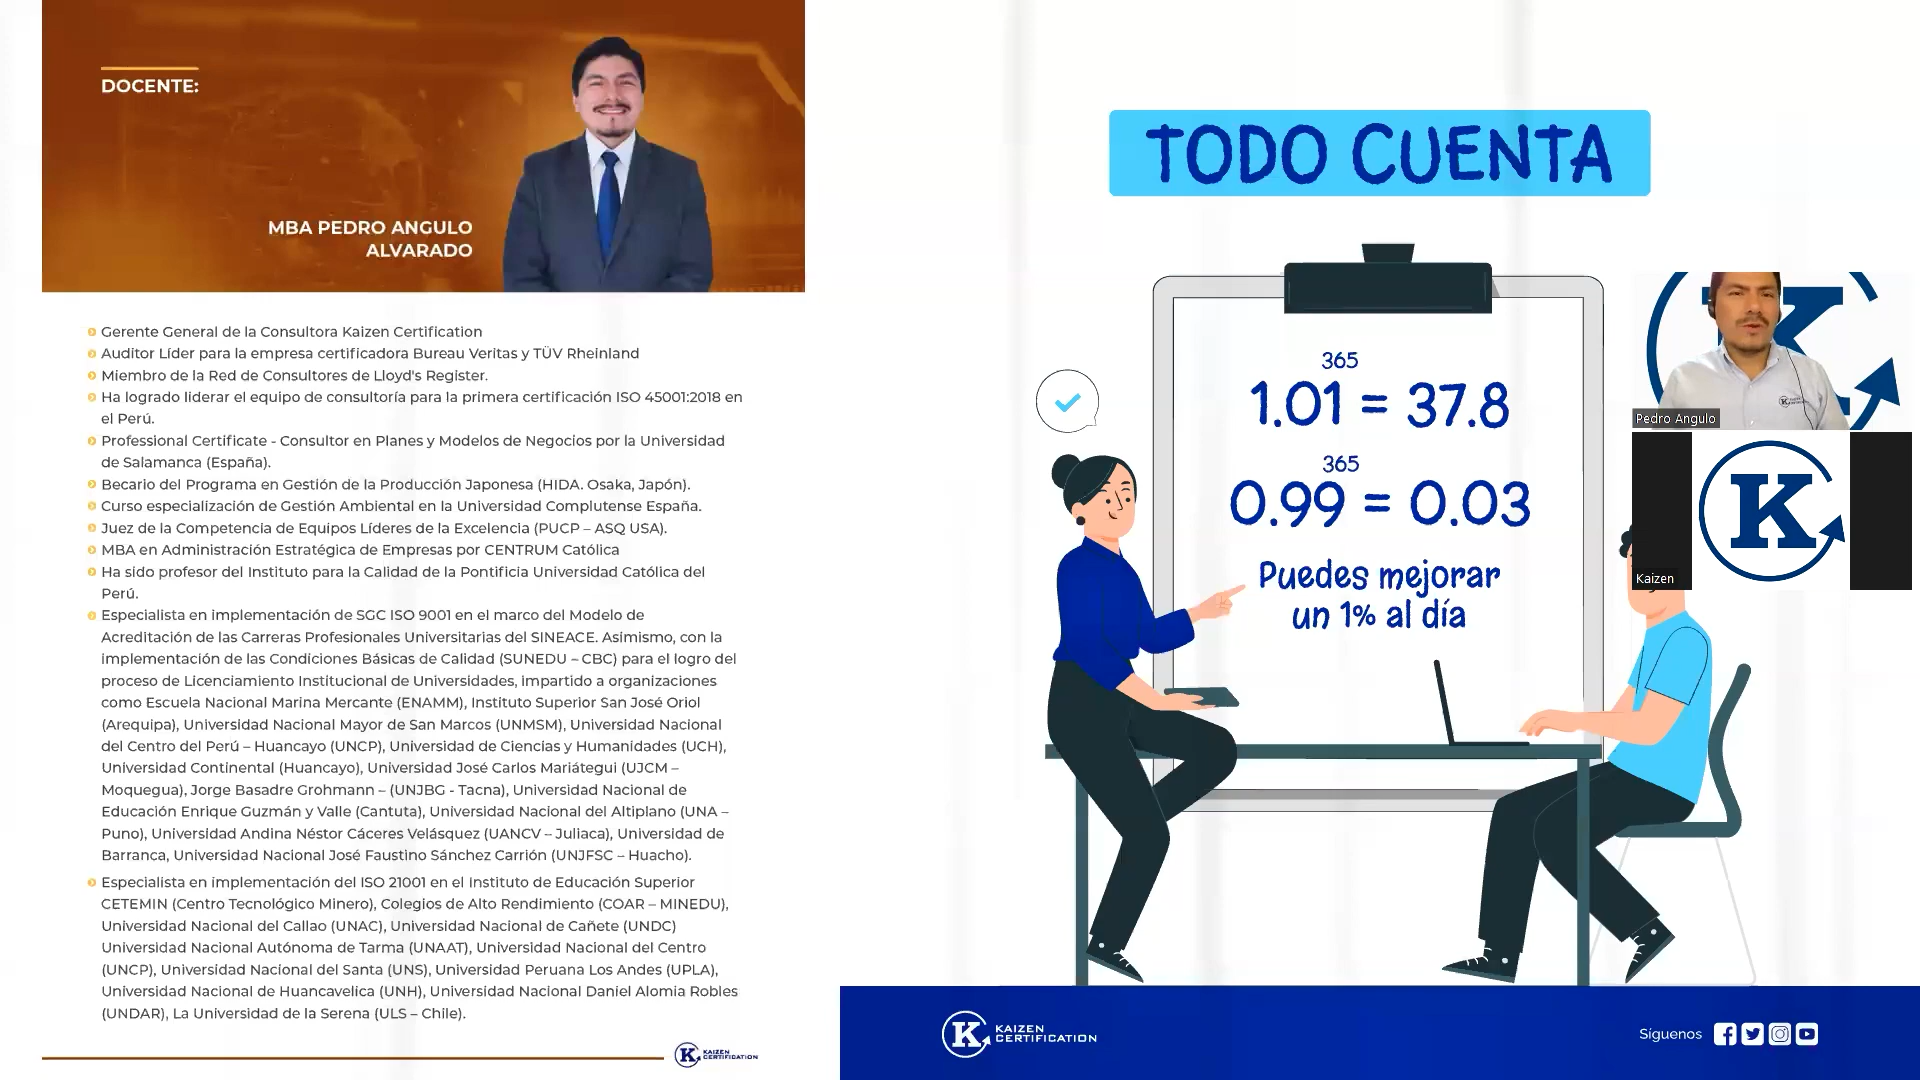 DOCENTE:
MBA PEDRO ANGULO
ALVARADO
Gerente General de la Consultora Kaizen Certification
Auditor Líder para la empresa certificadora Bureau Veritas y TÜV Rheinland
Miembro de la Red de Consultores de Lloyd's Register.
Ha logrado liderar el equipo de consultoría para la primera certificación ISO 45001:2018 en
el Perú.
Professional Certificate - Consultor en Planes y Modelos de Negocios por la Universidad
de Salamanca (España).
Becario del Programa en Gestión de la Producción Japonesa (HIDA. Osaka, Japón).
Curso especialización de Gestión Ambiental en la Universidad Complutense España.
Juez de la Competencia de Equipos Líderes de la Excelencia (PUCP – ASQ USA).
MBA en Administración Estratégica de Empresas por CENTRUM Católica
Ha sido profesor del Instituto para la Calidad de la Pontificia Universidad Católica del
Perú.
Especialista en implementación de SGC ISO 9001 en el marco del Modelo de
Acreditación de las Carreras Profesionales Universitarias del SINEACE. Asimismo, con la
implementación de las Condiciones Básicas de Calidad (SUNEDU – CBC) para el logro del
proceso de Licenciamiento Institucional de Universidades, impartido a organizaciones
como Escuela Nacional Marina Mercante (ENAMM), Instituto Superior San José Oriol
(Arequipa), Universidad Nacional Mayor de San Marcos (UNMSM), Universidad Nacional
del Centro del Perú – Huancayo (UNCP), Universidad de Ciencias y Humanidades (UCH),
Universidad Continental (Huancayo), Universidad José Carlos Mariátegui (UJCM –
Moquegua), Jorge Basadre Grohmann – (UNJBG - Tacna), Universidad Nacional de
Educación Enrique Guzmán y Valle (Cantuta), Universidad Nacional del Altiplano (UNA –
Puno), Universidad Andina Néstor Cáceres Velásquez (UANCV – Juliaca), Universidad de
Barranca, Universidad Nacional José Faustino Sánchez Carrión (UNJFSC – Huacho).
Especialista en implementación del ISO 21001 en el Instituto de Educación Superior
CETEMIN (Centro Tecnológico Minero), Colegios de Alto Rendimiento (COAR – MINEDU),
Universidad Nacional del Callao (UNAC), Universidad Nacional de Cañete (UNDC)
Universidad Nacional Autónoma de Tarma (UNAAT), Universidad Nacional del Centro
(UNCP), Universidad Nacional del Santa (UNS), Universidad Peruana Los Andes (UPLA),
Universidad Nacional de Huancavelica (UNH), Universidad Nacional Daniel Alomia Robles
(UNDAR), La Universidad de la Serena (ULS – Chile).
K KAIZEN
CERTIFICATION
TODO CUENTA
365
1.01 = 37.8
365
0.99 = 0.03
Puedes mejorar
un 1% al día
K
Pedro Angulo
K
Kaizen
K KAIZEN
CERTIFICATION
Síguenos